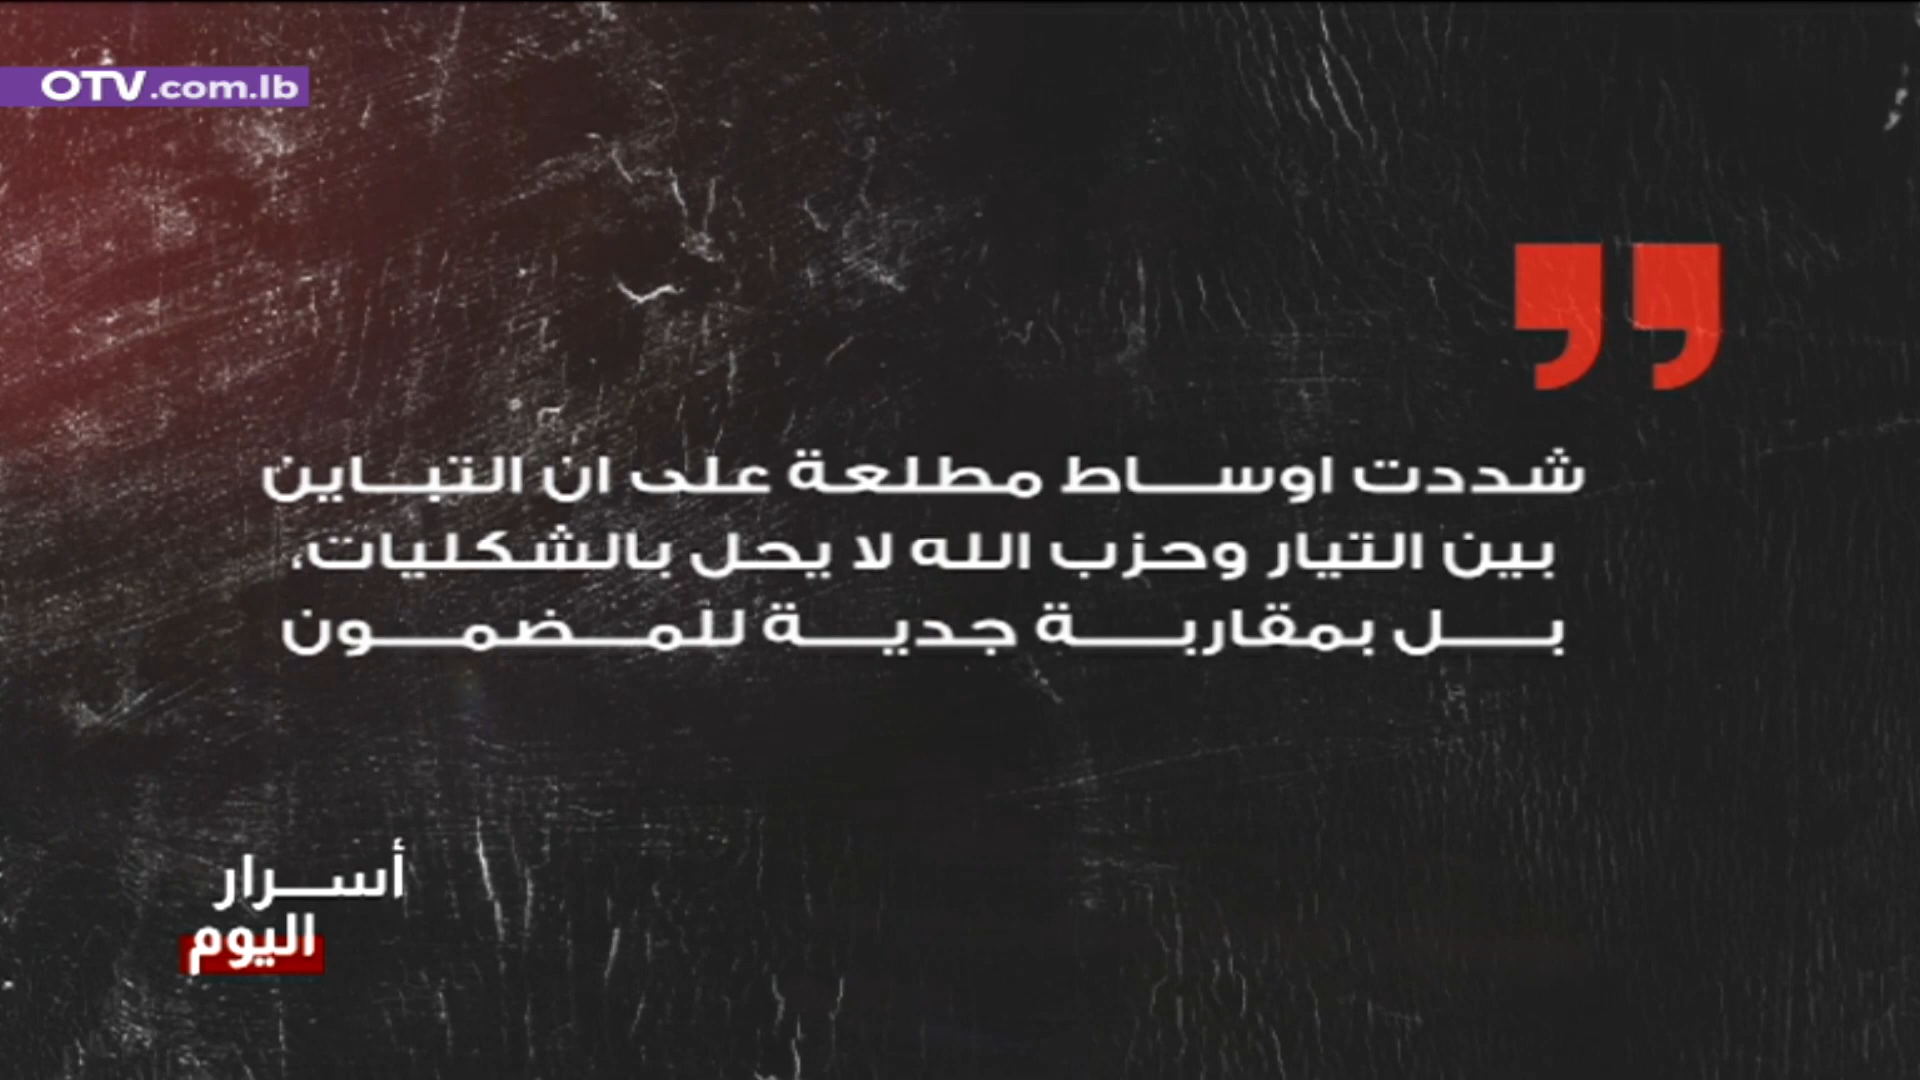 OTV.com.lb
شددت اوساط مطلعة على ان التباين
بين التيار وحزب الله لا يحل بالشكليات،
بل بمقاربة جدية للمضمون
أسرار
اليوم